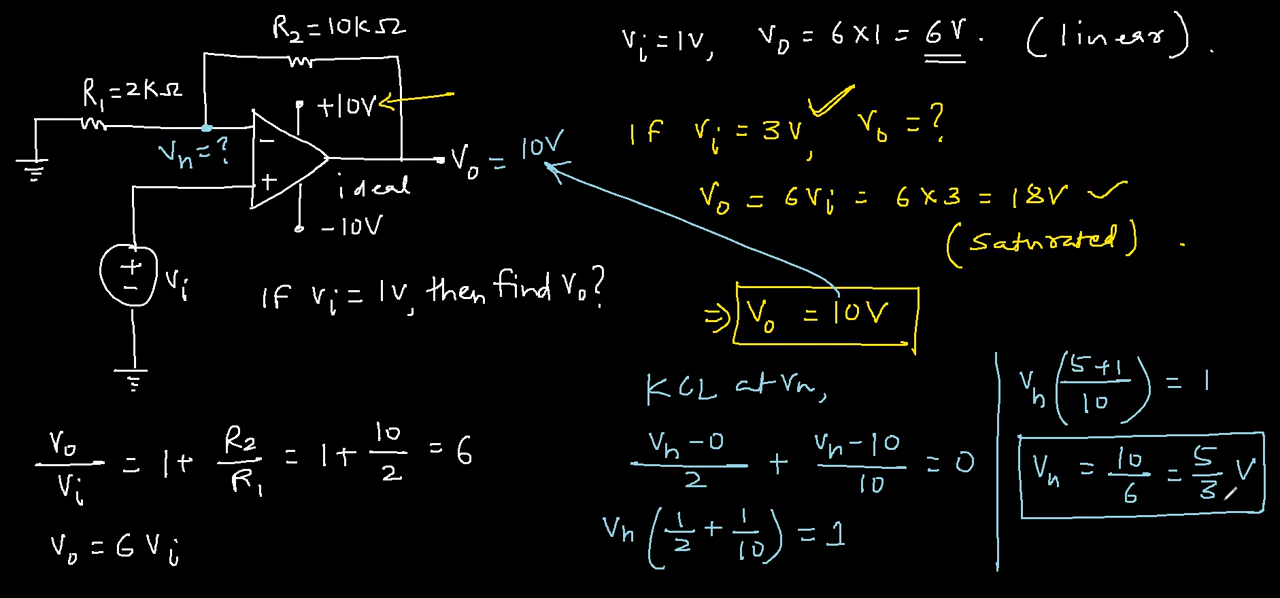 R₂=10kΩ
R₁=2kΩ
+10V
Vn=?
−
+
ideal
Vo = 10V
-10V
+
−
Vi
If Vi = 1V, then find Vo?
Vo/Vi = 1 + R₂/R₁ = 1 + 10/2 = 6
Vo = 6 Vi
Vi = 1V, Vo = 6×1 = 6V. (linear).
If Vi = 3V, ✓ Vo = ?
Vo = 6Vi = 6×3 = 18V ✓
(saturated).
⇒ Vo = 10V
KCL at Vn,
(Vn-0)/2 + (Vn-10)/10 = 0
Vn (1/2 + 1/10) = 1
Vn ((5+1)/10) = 1
Vn = 10/6 = 5/3 V